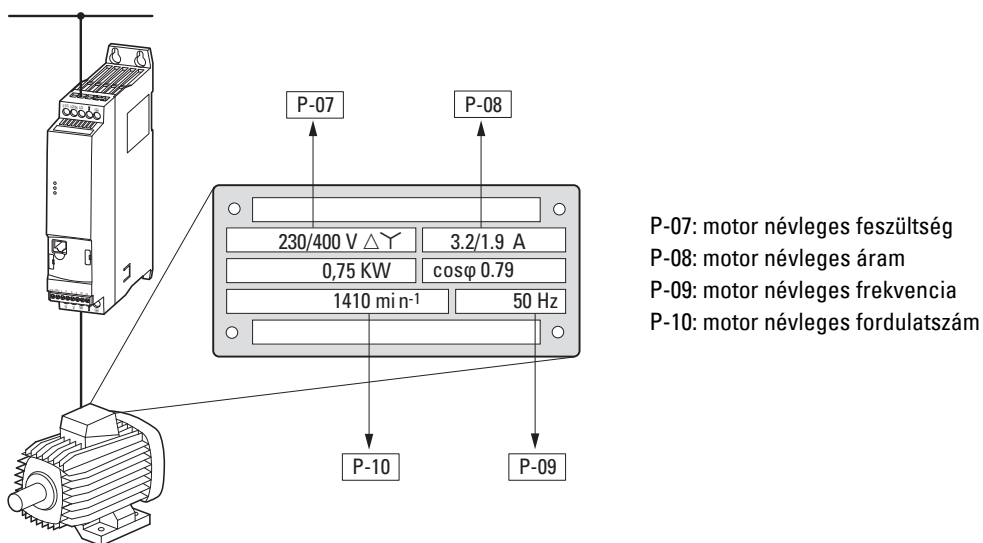 P-07
P-08
230/400 V △Y
3.2/1.9 A
0,75 KW
cosφ 0.79
1410 min-1
50 Hz
P-10
P-09
P-07: motor névleges feszültség
P-08: motor névleges áram
P-09: motor névleges frekvencia
P-10: motor névleges fordulatszám